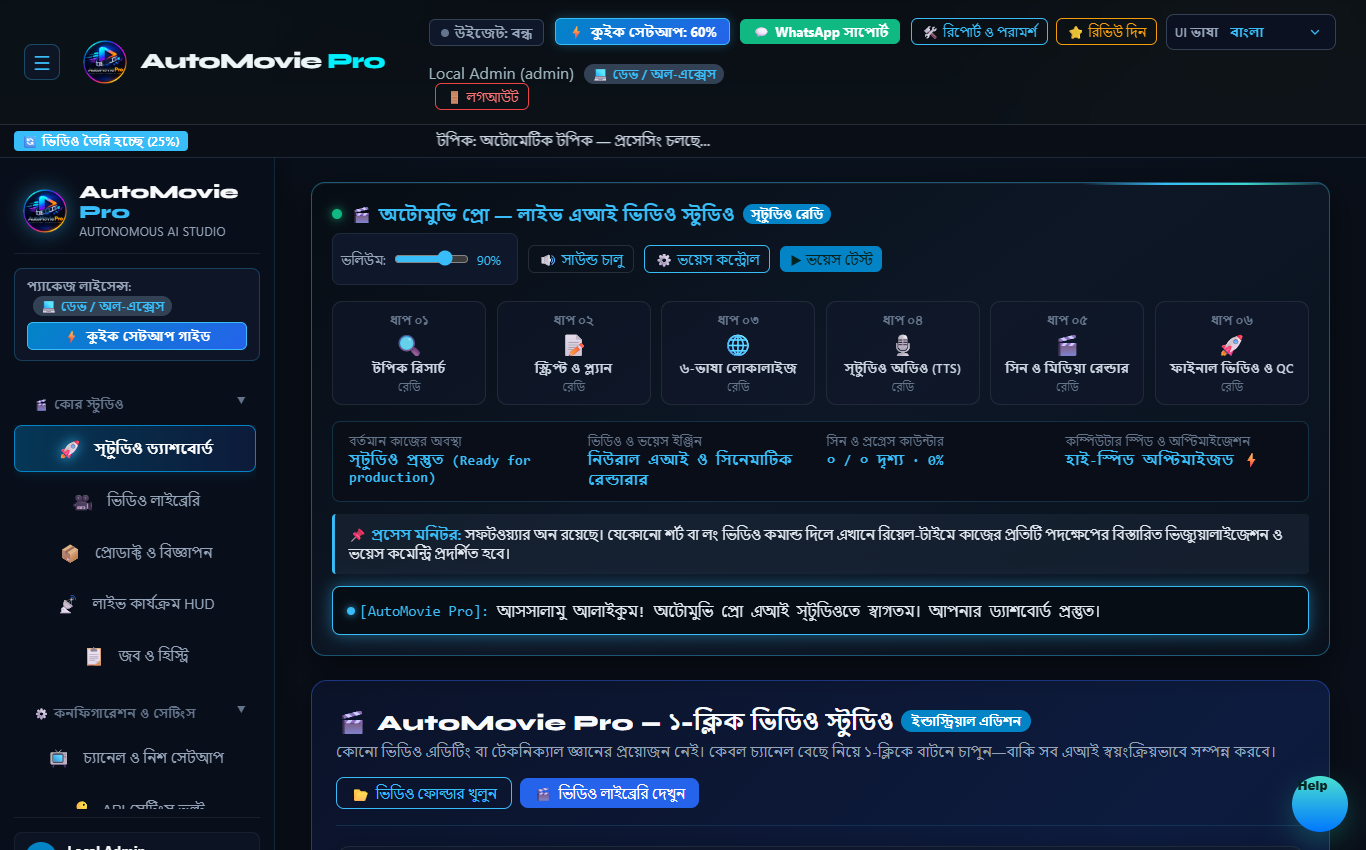 উইজেট: বন্ধ
কুইক সেটআপ: 60%
WhatsApp সাপোর্ট
রিপোর্ট ও পরামর্শ
রিভিউ দিন
UI ভাষা বাংলা
AutoMovie Pro
Local Admin (admin)
ডেভ / অল-এক্সেস
লগআউট
ভিডিও তৈরি হচ্ছে (25%)
টপিক: অটোমেটিক টপিক — প্রসেসিং চলছে...
AutoMovie
Pro
AUTONOMOUS AI STUDIO
প্যাকেজ লাইসেন্স:
ডেভ / অল-এক্সেস
কুইক সেটআপ গাইড
কোর স্টুডিও
স্টুডিও ড্যাশবোর্ড
ভিডিও লাইব্রেরি
প্রোডাক্ট ও বিজ্ঞাপন
লাইভ কার্যক্রম HUD
জব ও হিস্ট্রি
কনফিগারেশন ও সেটিংস
চ্যানেল ও নিশ সেটআপ
Local Admin
অটোমুভি প্রো — লাইভ এআই ভিডিও স্টুডিও
স্টুডিও রেডি
ভলিউম: 90%
সাউন্ড চালু
ভয়েস কন্ট্রোল
ভয়েস টেস্ট
ধাপ ০১
টপিক রিসার্চ
রেডি
ধাপ ০২
স্ক্রিপ্ট ও প্ল্যান
রেডি
ধাপ ০৩
৬-ভাষা লোকালাইজ
রেডি
ধাপ ০৪
স্টুডিও অডিও (TTS)
রেডি
ধাপ ০৫
সিন ও মিডিয়া রেন্ডার
রেডি
ধাপ ০৬
ফাইনাল ভিডিও ও QC
রেডি
বর্তমান কাজের অবস্থা
স্টুডিও প্রস্তুত (Ready for
production)
ভিডিও ও ভয়েস ইঞ্জিন
নিউরাল এআই ও সিনেমাটিক
রেন্ডারার
সিন ও প্রগ্রেস কাউন্টার
০ / ০ দৃশ্য · 0%
কম্পিউটার স্পিড ও অপ্টিমাইজেশন
হাই-স্পিড অপ্টিমাইজড
প্রসেস মনিটর: সফটওয়্যার অন রয়েছে। যেকোনো শর্ট বা লং ভিডিও কমান্ড দিলে এখানে রিয়েল-টাইমে কাজের প্রতিটি পদক্ষেপের বিস্তারিত ভিজ্যুয়ালাইজেশন ও
ভয়েস কমেন্ট্রি প্রদর্শিত হবে।
[AutoMovie Pro]: আসসালামু আলাইকুম! অটোমুভি প্রো এআই স্টুডিওতে স্বাগতম। আপনার ড্যাশবোর্ড প্রস্তুত।
AutoMovie Pro — ১-ক্লিক ভিডিও স্টুডিও
ইন্ডাস্ট্রিয়াল এডিশন
কোনো ভিডিও এডিটিং বা টেকনিক্যাল জ্ঞানের প্রয়োজন নেই। কেবল চ্যানেল বেছে নিয়ে ১-ক্লিকে বাটনে চাপুন—বাকি সব এআই স্বয়ংক্রিয়ভাবে সম্পন্ন করবে।
ভিডিও ফোল্ডার খুলুন
ভিডিও লাইব্রেরি দেখুন
Help